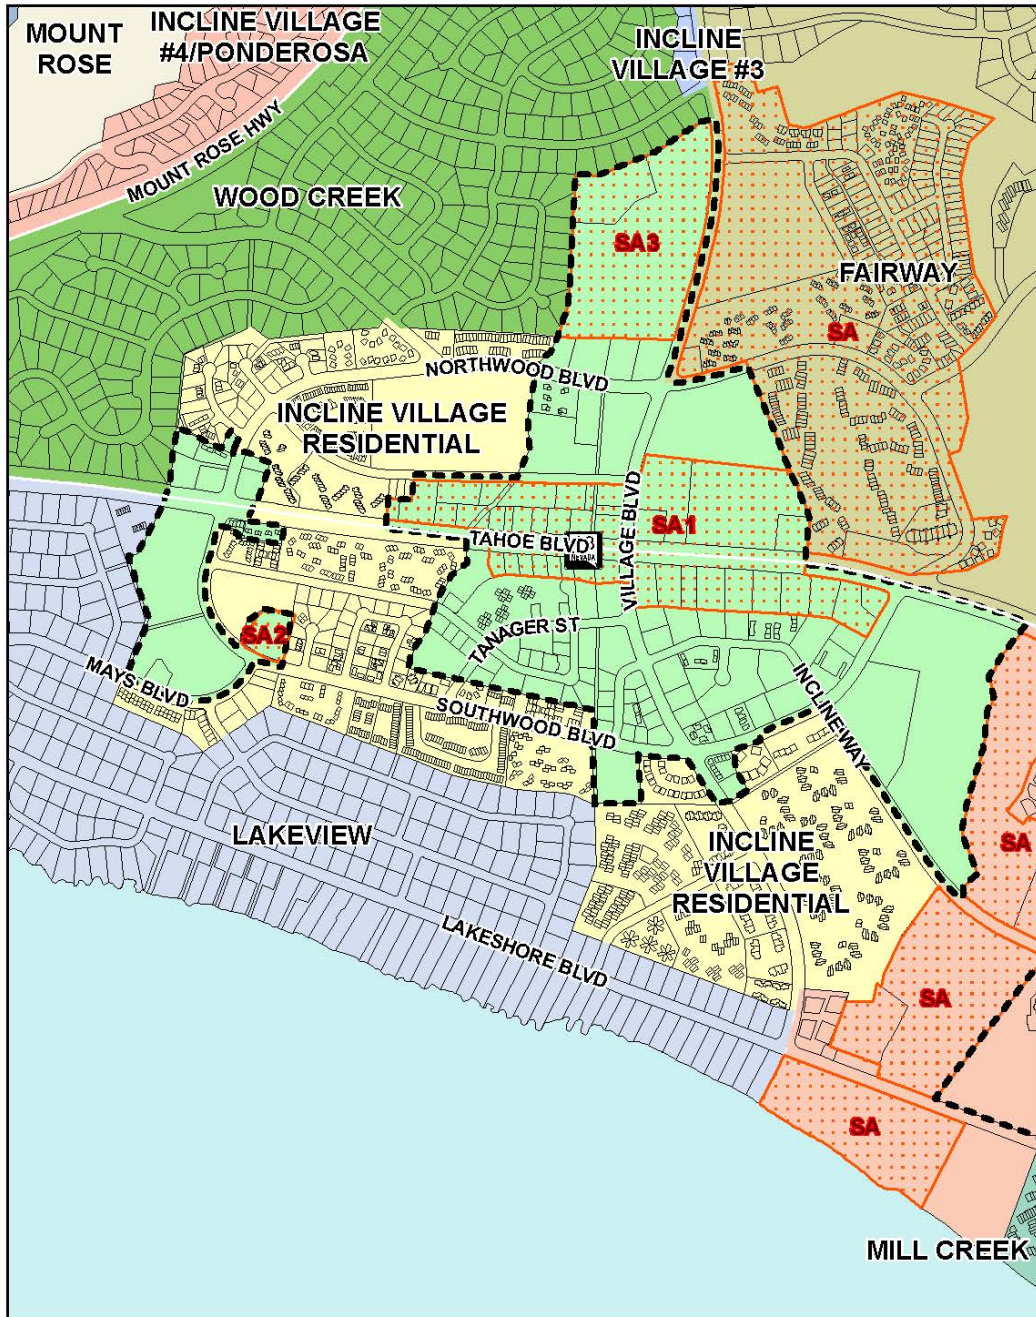 MOUNT
ROSE
INCLINE VILLAGE
#4/PONDEROSA
INCLINE
VILLAGE #3
MOUNT ROSE HWY
WOOD CREEK
SA3
FAIRWAY
SA
NORTHWOOD BLVD
INCLINE VILLAGE
RESIDENTIAL
VILLAGE BLVD
SA1
TAHOE BLVD
NEVADA
TANAGER ST
SA2
MAYS BLVD
SOUTHWOOD BLVD
INCLINE WAY
LAKEVIEW
INCLINE
VILLAGE
RESIDENTIAL
SA
LAKESHORE BLVD
SA
SA
MILL CREEK